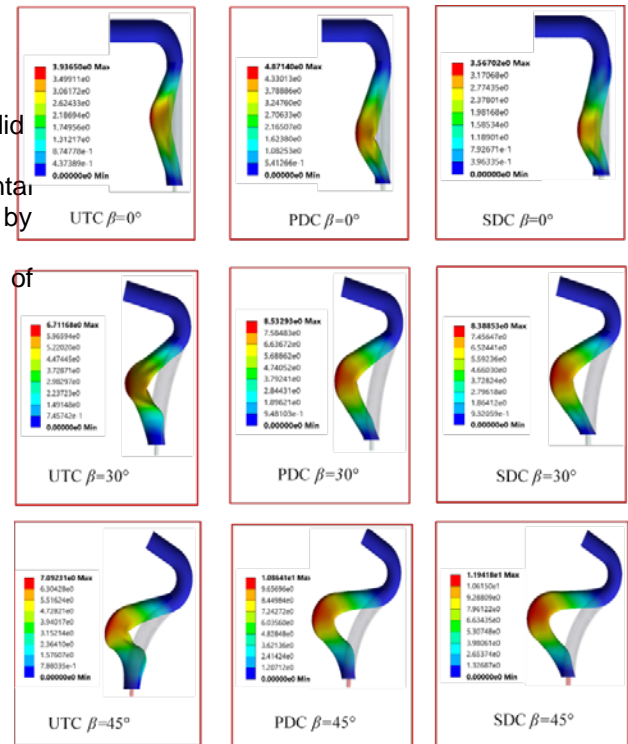 lid
ntal
by
of
3.93650e0 Max
3.49911e0
3.06172e0
2.62433e0
2.18694e0
1.74956e0
1.31217e0
8.74778e-1
4.37389e-1
0.00000e0 Min
UTC β=0°
4.87140e0 Max
4.33013e0
3.78886e0
3.24760e0
2.70633e0
2.16507e0
1.62380e0
1.08253e0
5.41266e-1
0.00000e0 Min
PDC β=0°
3.56702e0 Max
3.17068e0
2.77435e0
2.37801e0
1.98168e0
1.58534e0
1.18901e0
7.92671e-1
3.96335e-1
0.00000e0 Min
SDC β=0°
6.71168e0 Max
5.96594e0
5.22020e0
4.47445e0
3.72871e0
2.98297e0
2.23723e0
1.49148e0
7.45742e-1
0.00000e0 Min
UTC β=30°
8.53293e0 Max
7.58483e0
6.63672e0
5.68862e0
4.74052e0
3.79241e0
2.84431e0
1.89621e0
9.48103e-1
0.00000e0 Min
PDC β=30°
8.38853e0 Max
7.45647e0
6.52441e0
5.59236e0
4.66030e0
3.72824e0
2.79618e0
1.86412e0
9.32059e-1
0.00000e0 Min
SDC β=30°
7.09231e0 Max
6.30428e0
5.51624e0
4.72821e0
3.94017e0
3.15214e0
2.36410e0
1.57607e0
7.88035e-1
0.00000e0 Min
UTC β=45°
1.08641e1 Max
9.65696e0
8.44984e0
7.24272e0
6.03560e0
4.82848e0
3.62136e0
2.41424e0
1.20712e0
0.00000e0 Min
PDC β=45°
1.19418e1 Max
1.06150e1
9.28809e0
7.96122e0
6.63435e0
5.30748e0
3.98061e0
2.65374e0
1.32687e0
0.00000e0 Min
SDC β=45°